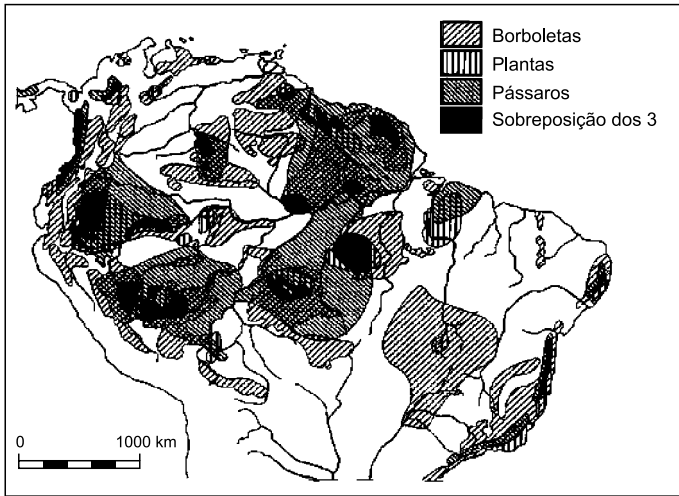 Borboletas
Plantas
Pássaros
Sobreposição dos 3
0 1000 km